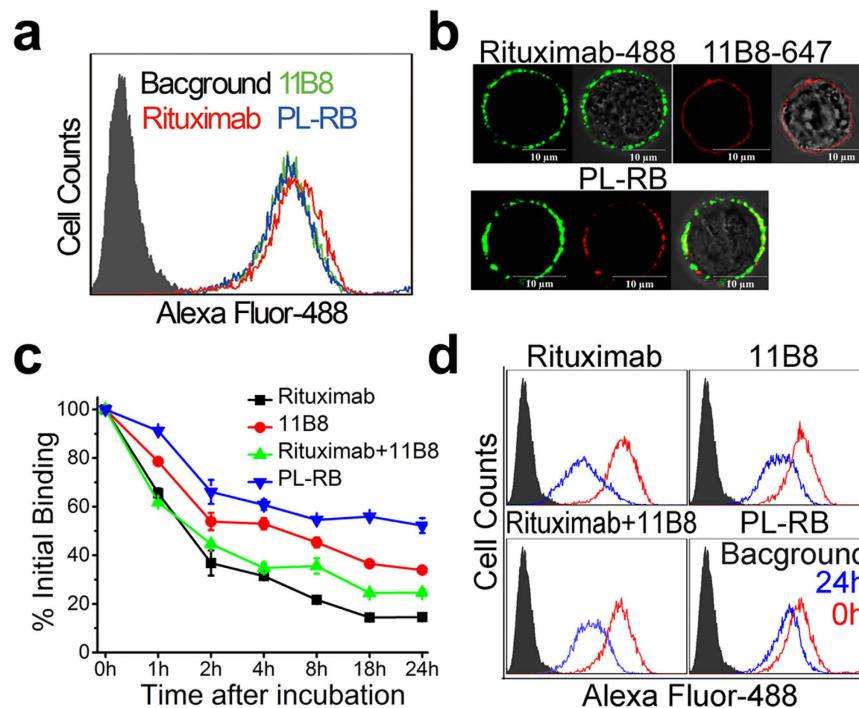 a
Bacground 11B8
Rituximab PL-RB
Cell Counts
Alexa Fluor-488
b
Rituximab-488 11B8-647
10 µm
10 µm
10 µm
10 µm
PL-RB
10 µm
10 µm
10 µm
c
Rituximab
11B8
Rituximab+11B8
PL-RB
100
80
60
40
20
0
% Initial Binding
0h 1h 2h 4h 8h 18h 24h
Time after incubation
d
Rituximab 11B8
Rituximab+11B8 PL-RB
Bacground
24h
0h
Cell Counts
Alexa Fluor-488